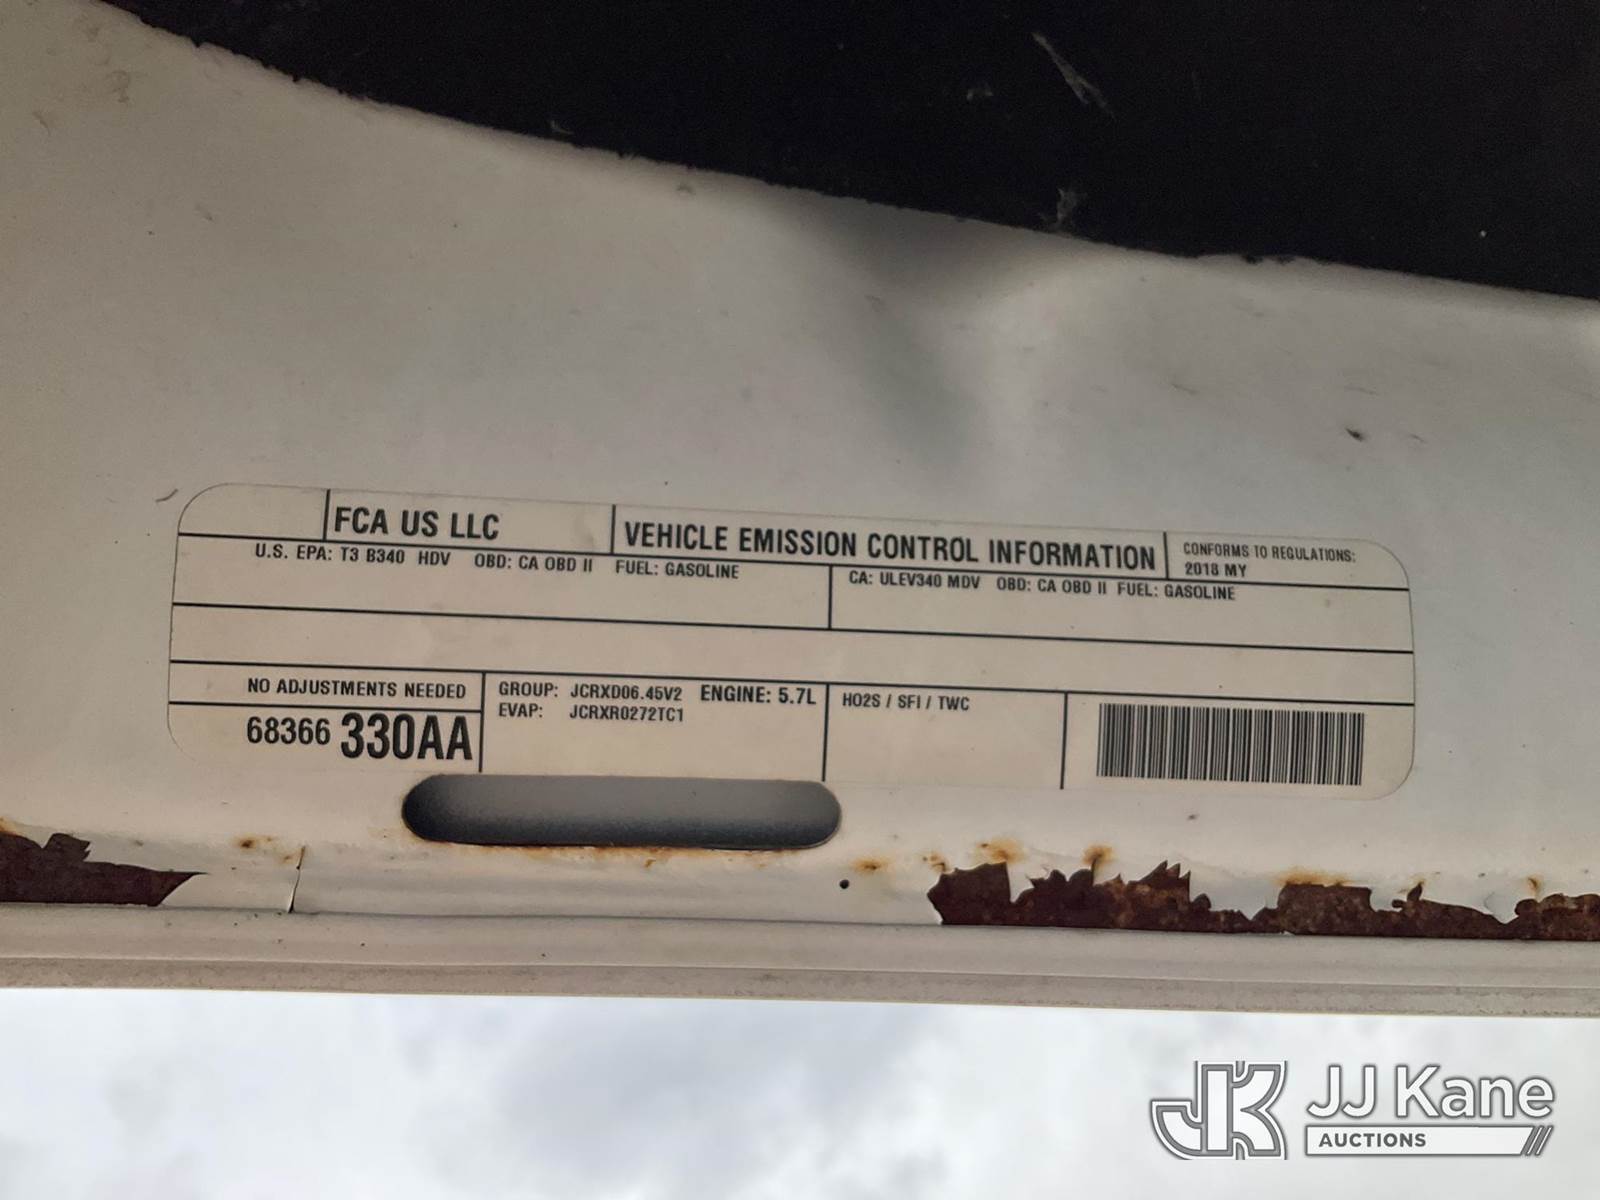 FCA US LLC
VEHICLE EMISSION CONTROL INFORMATION
CONFORMS TO REGULATIONS:
2018 MY
U.S. EPA: T3 B340 HDV OBD: CA OBD II FUEL: GASOLINE
CA: ULEV340 MDV OBD: CA OBD II FUEL: GASOLINE
NO ADJUSTMENTS NEEDED
68366 330AA
GROUP: JCRXD06.45V2 ENGINE: 5.7L
EVAP: JCRXR0272TC1
HO2S / SFI / TWC
JK JJ Kane
AUCTIONS